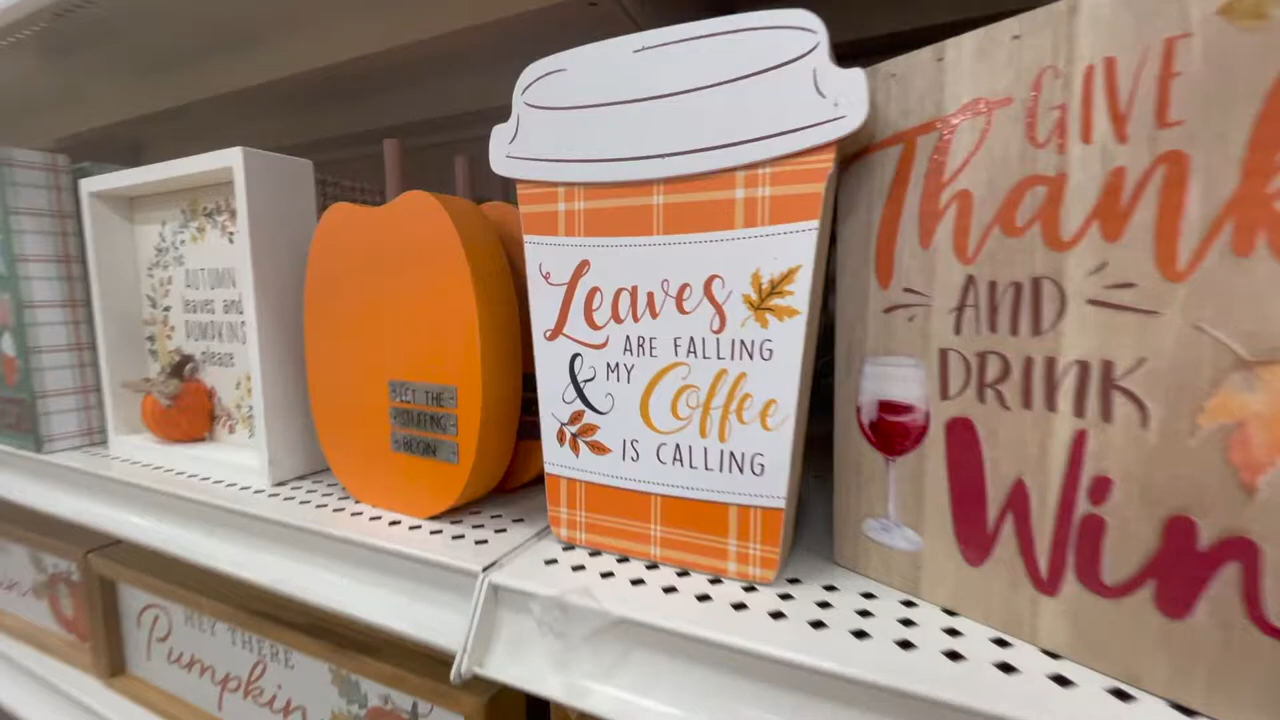 AUTUMN
leaves and
PUMPKINS
please
LET THE
STUFFING
BEGIN
Leaves
ARE FALLING
& MY Coffee
IS CALLING
GIVE
Thank
AND
DRINK
Win
HEY THERE
Pumpkin